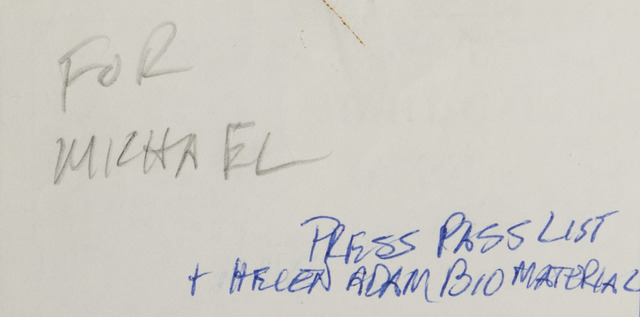 FOR
MICHAEL
PRESS PASS LIST
+ HELEN ADAM BIO MATERIAL